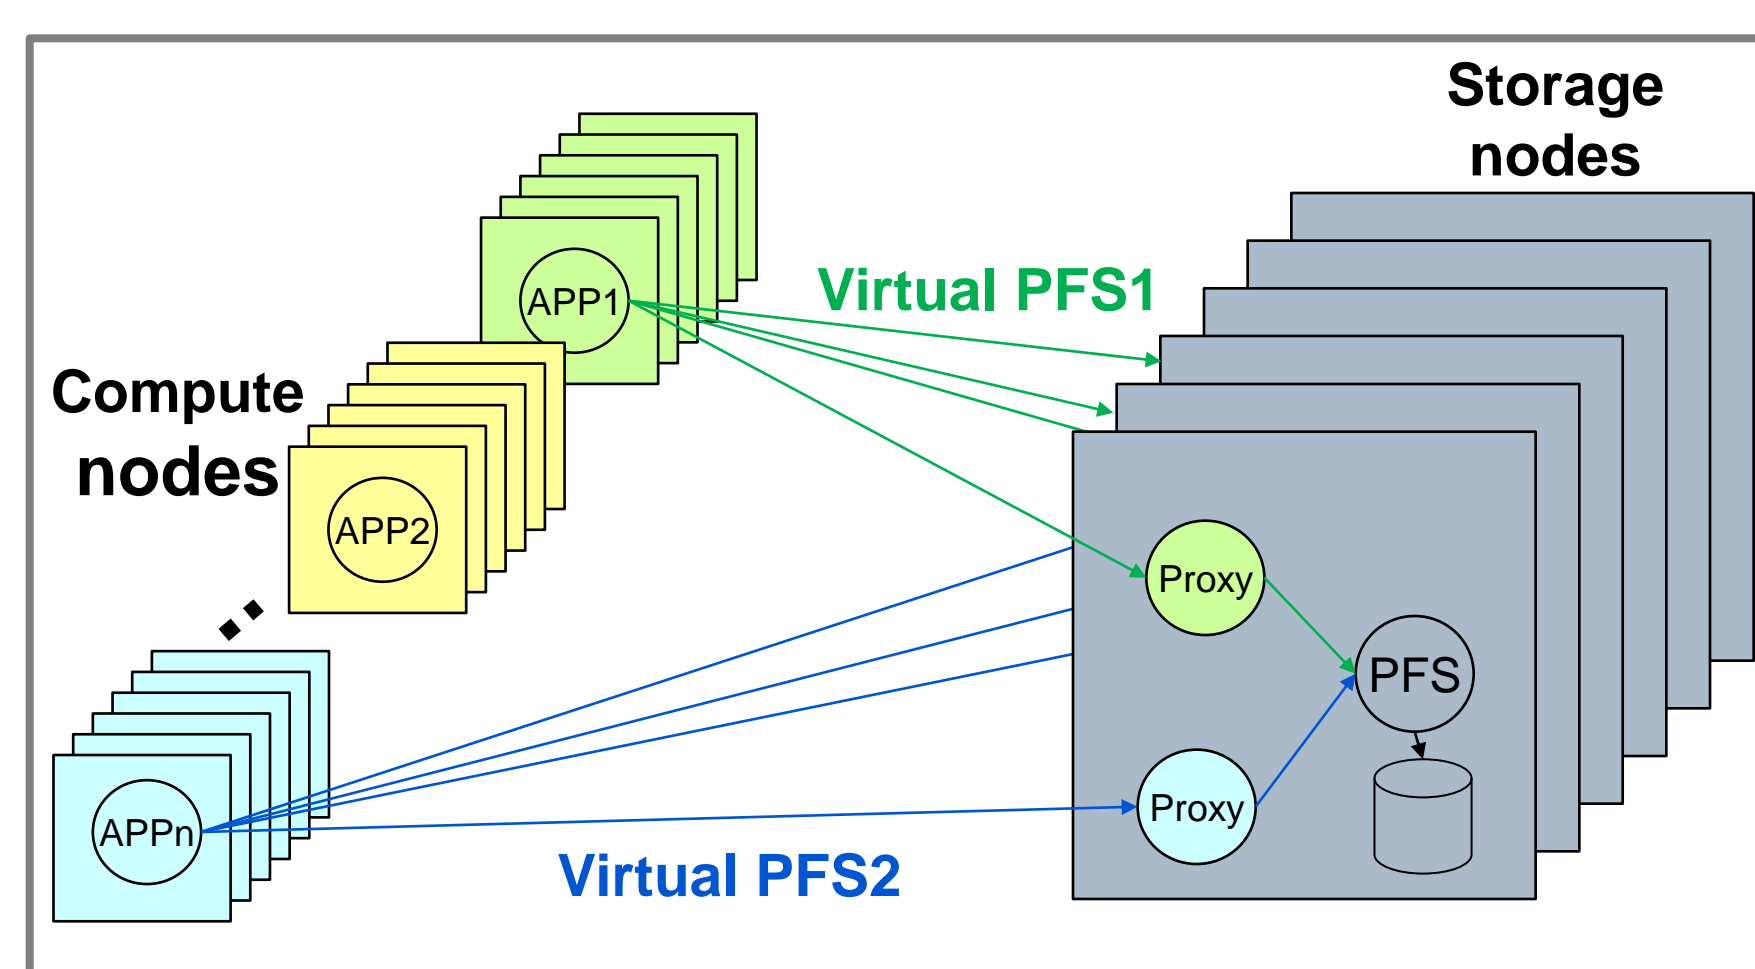 Storage
nodes
Virtual PFS1
APP1
Compute
nodes
APP2
Proxy
PFS
APPn
Proxy
Virtual PFS2